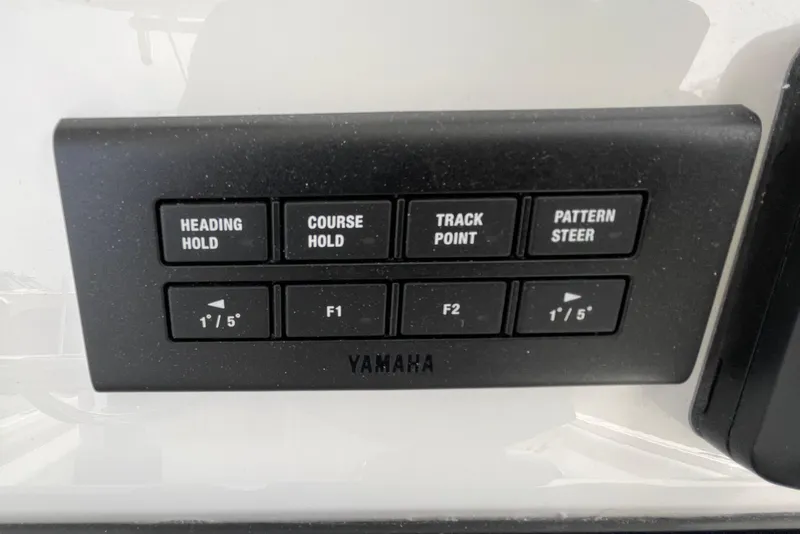 HEADING
HOLD
COURSE
HOLD
TRACK
POINT
PATTERN
STEER
◄
1°/5°
F1
F2
►
1°/5°
YAMAHA